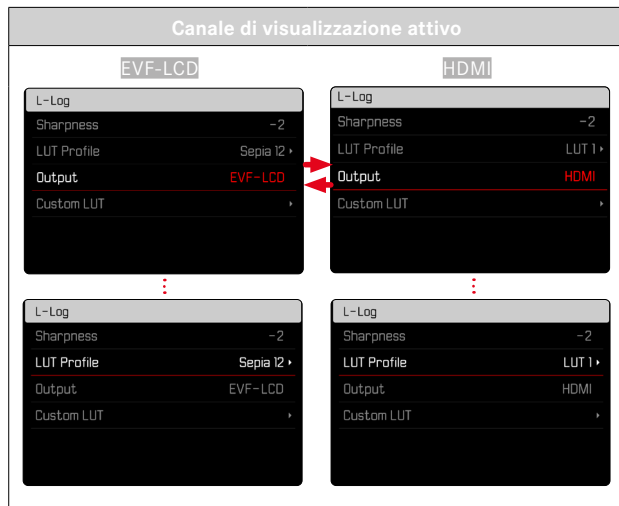 Canale di visualizzazione attivo
EVF-LCD
L-Log
Sharpness -2
LUT Profile Sepia 12
Output EVF-LCD
Custom LUT
HDMI
L-Log
Sharpness -2
LUT Profile LUT 1
Output HDMI
Custom LUT
L-Log
Sharpness -2
LUT Profile Sepia 12
Output EVF-LCD
Custom LUT
L-Log
Sharpness -2
LUT Profile LUT 1
Output HDMI
Custom LUT